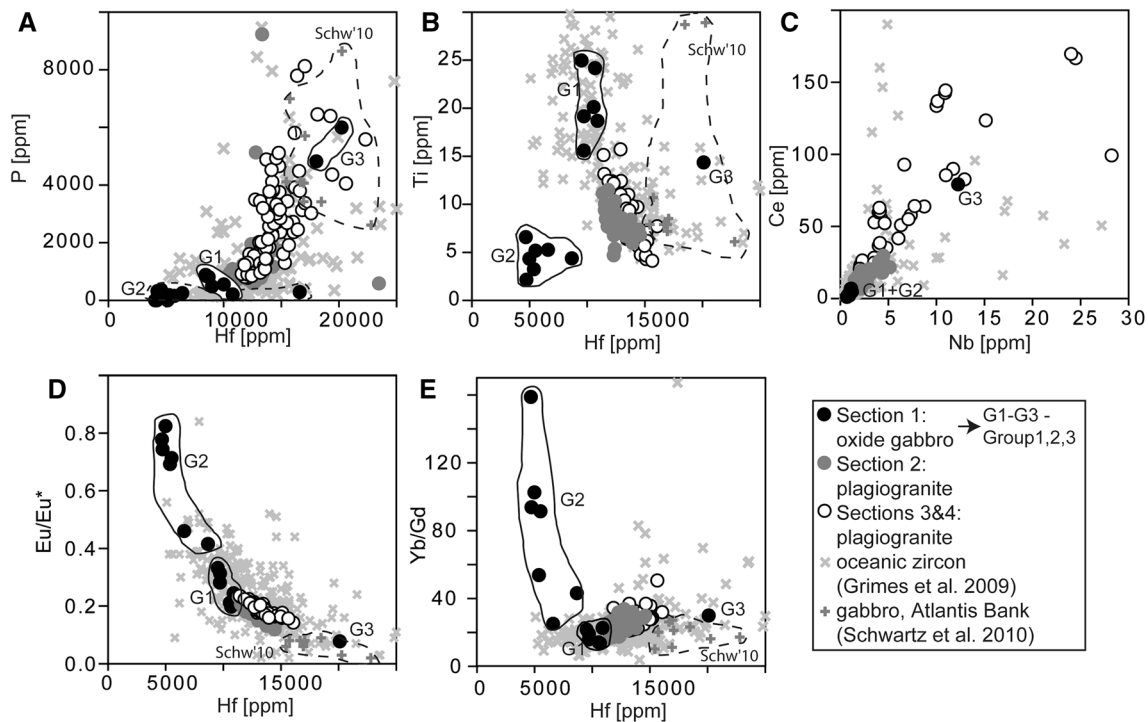 A
P [ppm]
8000
4000
2000
0
0
10000
20000
Hf [ppm]
Schw'10
G3
G1
G2
B
Ti [ppm]
25
20
15
10
5
0
5000
15000
Hf [ppm]
Schw'10
G1
G3
G2
C
Ce [ppm]
150
100
50
0
0
5
10
15
20
25
30
Nb [ppm]
G3
G1+G2
D
Eu/Eu*
0.8
0.6
0.4
0.2
0.0
5000
15000
Hf [ppm]
G2
G1
G3
Schw'10
E
Yb/Gd
120
80
40
0
0
5000
15000
Hf [ppm]
G2
G1
G3
Schw'10
Section 1: G1-G3 -
oxide gabbro Group1,2,3
Section 2:
plagiogranite
Sections 3&4:
plagiogranite
oceanic zircon
(Grimes et al. 2009)
gabbro, Atlantis Bank
(Schwartz et al. 2010)